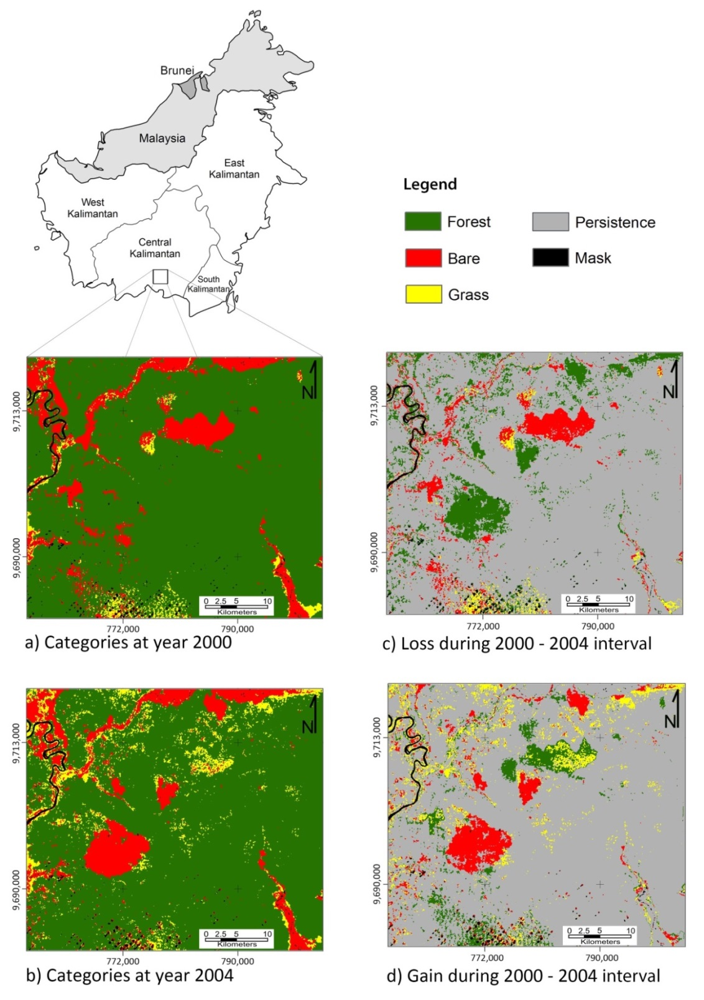 Brunei
Malaysia
East
Kalimantan
West
Kalimantan
Central
Kalimantan
South
Kalimantan
Legend
Forest
Persistence
Bare
Mask
Grass
N
9,713,000
9,690,000
0 2.5 5 10
Kilometers
772,000
790,000
a) Categories at year 2000
N
9,713,000
9,690,000
0 2.5 5 10
Kilometers
772,000
790,000
c) Loss during 2000 - 2004 interval
N
9,713,000
9,690,000
0 2.5 5 10
Kilometers
772,000
790,000
b) Categories at year 2004
N
9,713,000
9,690,000
0 2.5 5 10
Kilometers
772,000
790,000
d) Gain during 2000 - 2004 interval